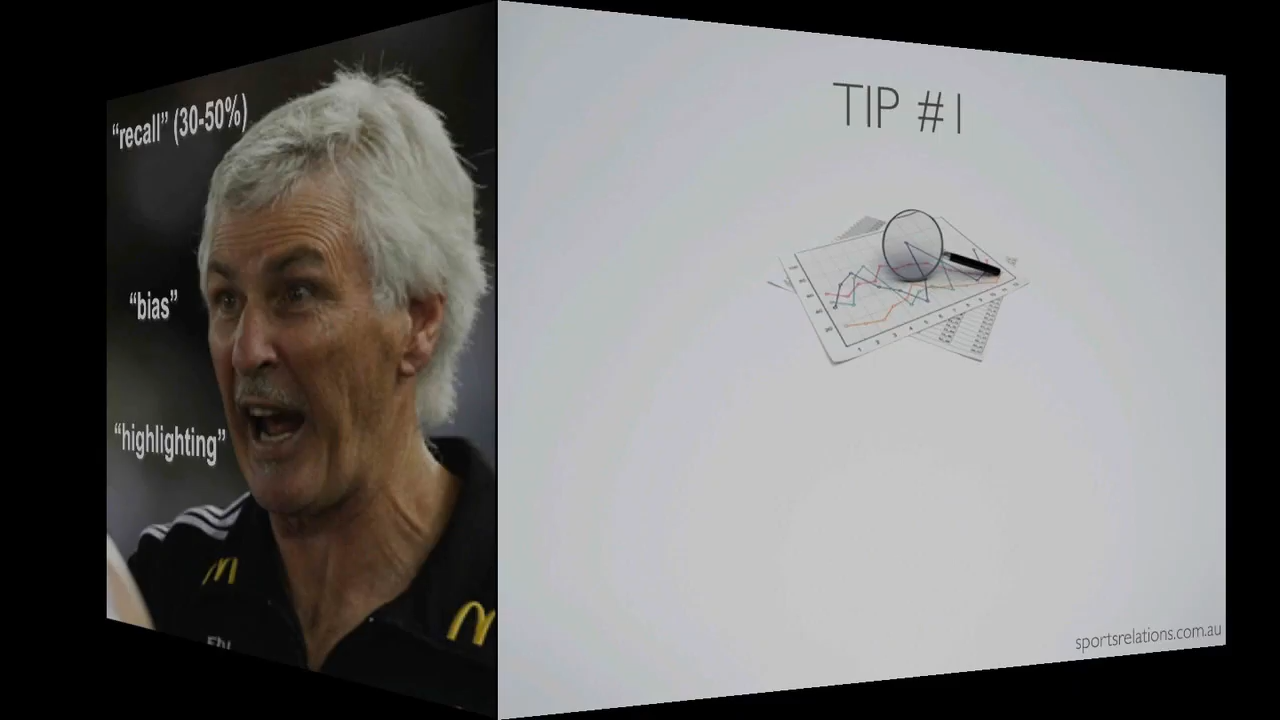 “recall” (30-50%)
“bias”
“highlighting”
TIP #1
sportsrelations.com.au